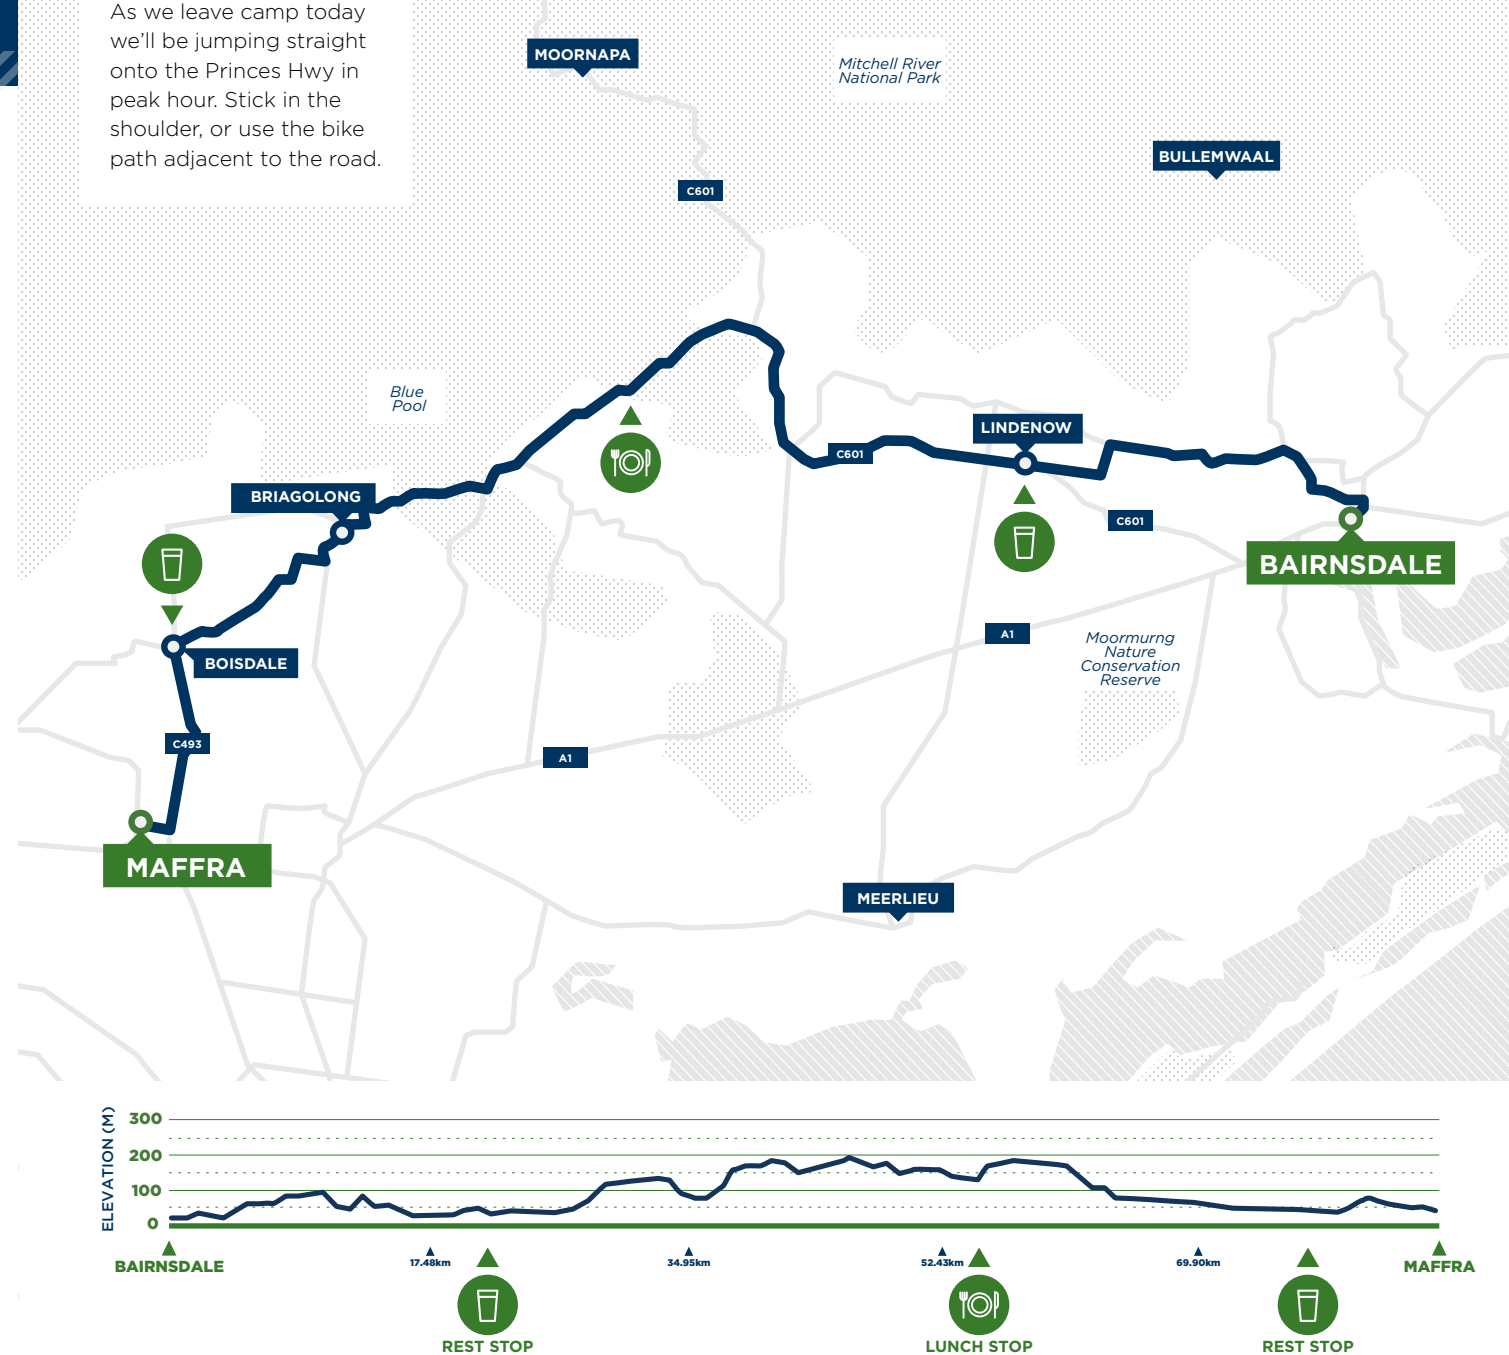 As we leave camp today
we'll be jumping straight
onto the Princes Hwy in
peak hour. Stick in the
shoulder, or use the bike
path adjacent to the road.
MOORNAPA
Mitchell River
National Park
BULLEMWAAL
C601
Blue
Pool
LINDENOW
C601
BRIAGOLONG
C601
BAIRNSDALE
A1
Moormurng
Nature
Conservation
Reserve
BOISDALE
C493
A1
MAFFRA
MEERLIEU
ELEVATION (M)
300
200
100
0
BAIRNSDALE
17.48km
34.95km
52.43km
69.90km
MAFFRA
REST STOP
LUNCH STOP
REST STOP